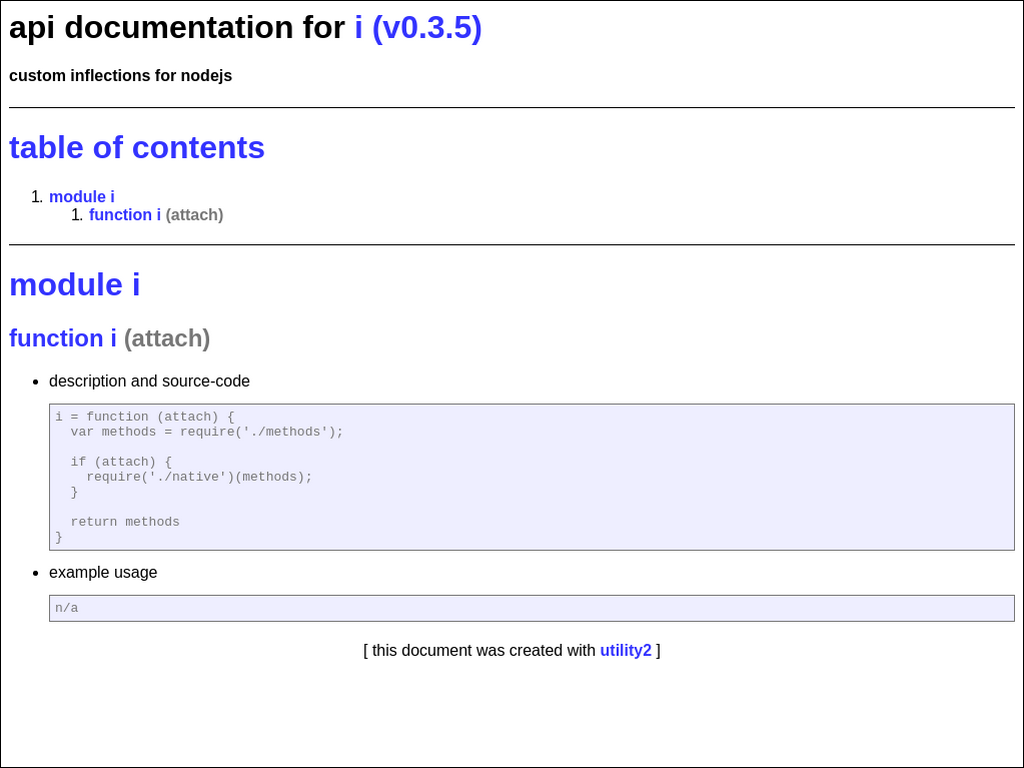 api documentation for i (v0.3.5)
custom inflections for nodejs
table of contents
1. module i
1. function i (attach)
module i
function i (attach)
• description and source-code
i = function (attach) {
  var methods = require('./methods');

  if (attach) {
    require('./native')(methods);
  }

  return methods
}
• example usage
n/a
[ this document was created with utility2 ]